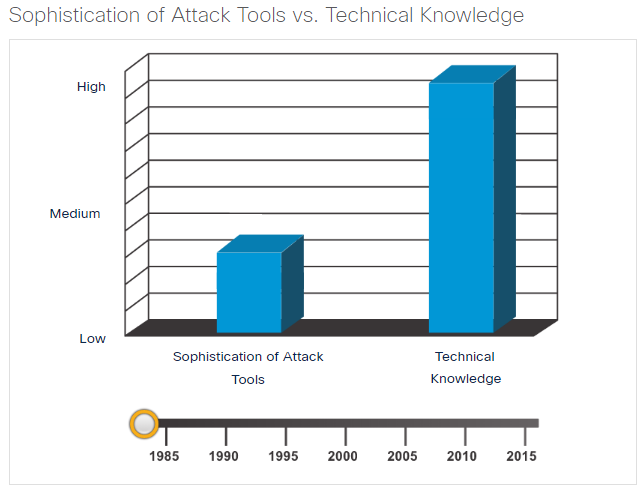 Sophistication of Attack Tools vs. Technical Knowledge
High
Medium
Low
Sophistication of Attack
Tools
Technical
Knowledge
1985 1990 1995 2000 2005 2010 2015